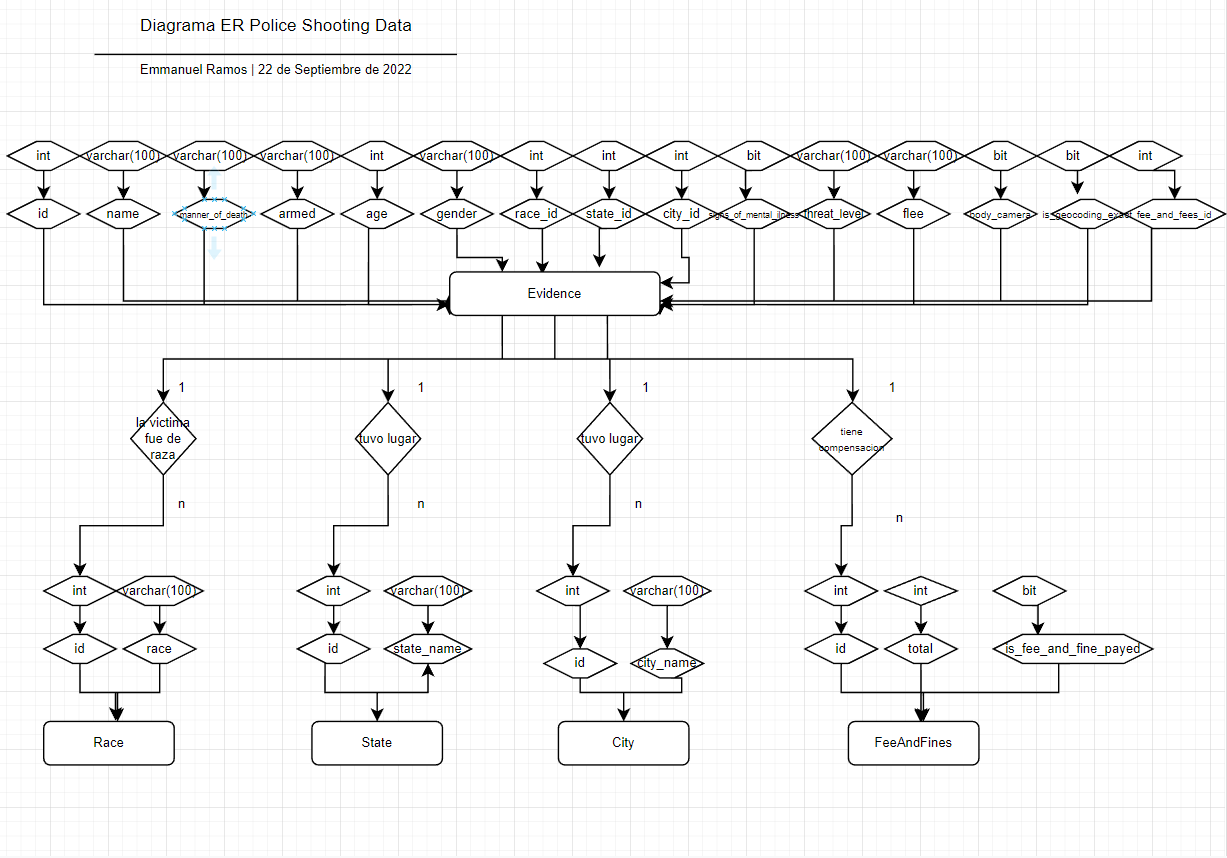 Diagrama ER Police Shooting Data
Emmanuel Ramos | 22 de Septiembre de 2022
int varchar(100) varchar(100) varchar(100) int varchar(100) int int int bit varchar(100) varchar(100) bit bit int
id name manner_of_death armed age gender race_id state_id city_id signs_of_mental_illness threat_level flee body_camera is_geocoding_exact fee_and_fees_id
Evidence
1 1 1 1
la victima
fue de
raza
tuvo lugar
tuvo lugar
tiene
compensacion
n n n n
int varchar(100) int varchar(100) int varchar(100) int int bit
id race id state_name id city_name id total is_fee_and_fine_payed
Race State City FeeAndFines